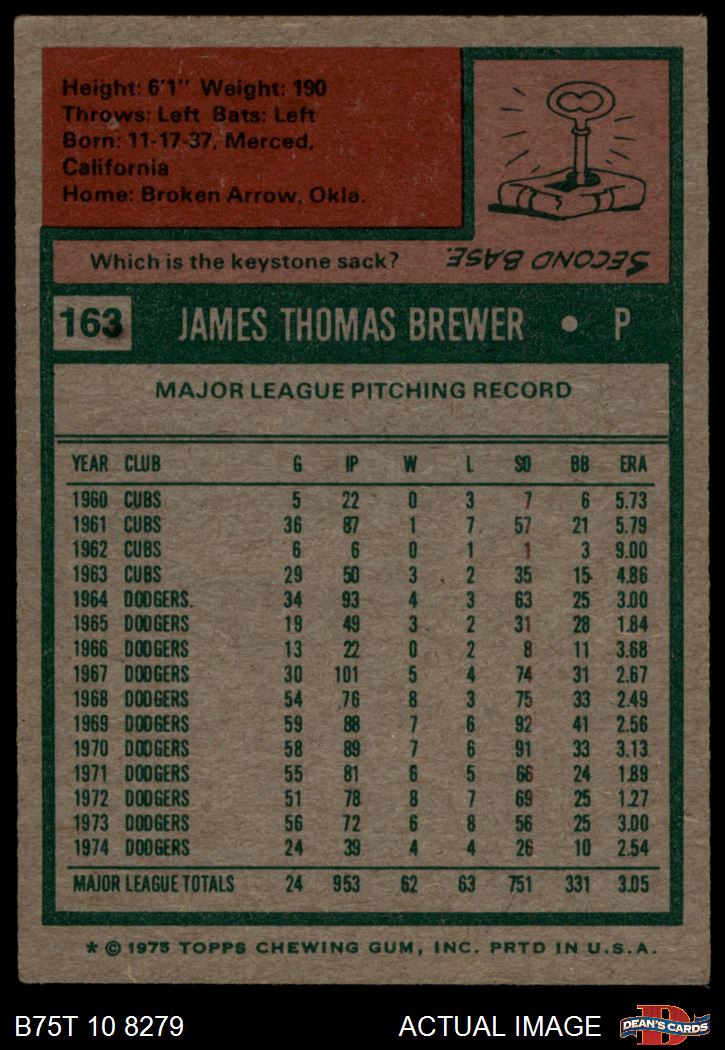 Height: 6'1" Weight: 190
Throws: Left Bats: Left
Born: 11-17-37, Merced,
California
Home: Broken Arrow, Okla.
Which is the keystone sack? SECOND BASE.
163 JAMES THOMAS BREWER • P
MAJOR LEAGUE PITCHING RECORD
YEAR CLUB G IP W L SO BB ERA
1960 CUBS 5 22 0 3 7 6 5.73
1961 CUBS 36 87 1 7 57 21 5.79
1962 CUBS 6 6 0 1 1 3 9.00
1963 CUBS 29 50 3 2 35 15 4.86
1964 DODGERS 34 93 4 3 63 25 3.00
1965 DODGERS 19 49 3 2 31 28 1.84
1966 DODGERS 13 22 0 2 8 11 3.68
1967 DODGERS 30 101 5 4 74 31 2.67
1968 DODGERS 54 76 8 3 75 33 2.49
1969 DODGERS 59 88 7 6 92 41 2.56
1970 DODGERS 58 89 7 6 91 33 3.13
1971 DODGERS 55 81 6 5 66 24 1.89
1972 DODGERS 51 78 8 7 69 25 1.27
1973 DODGERS 56 72 6 8 56 25 3.00
1974 DODGERS 24 39 4 4 26 10 2.54
MAJOR LEAGUE TOTALS 24 953 62 63 751 331 3.05
* © 1975 TOPPS CHEWING GUM, INC. PRTD IN U.S.A.
B75T 10 8279 ACTUAL IMAGE D DEAN'S CARDS